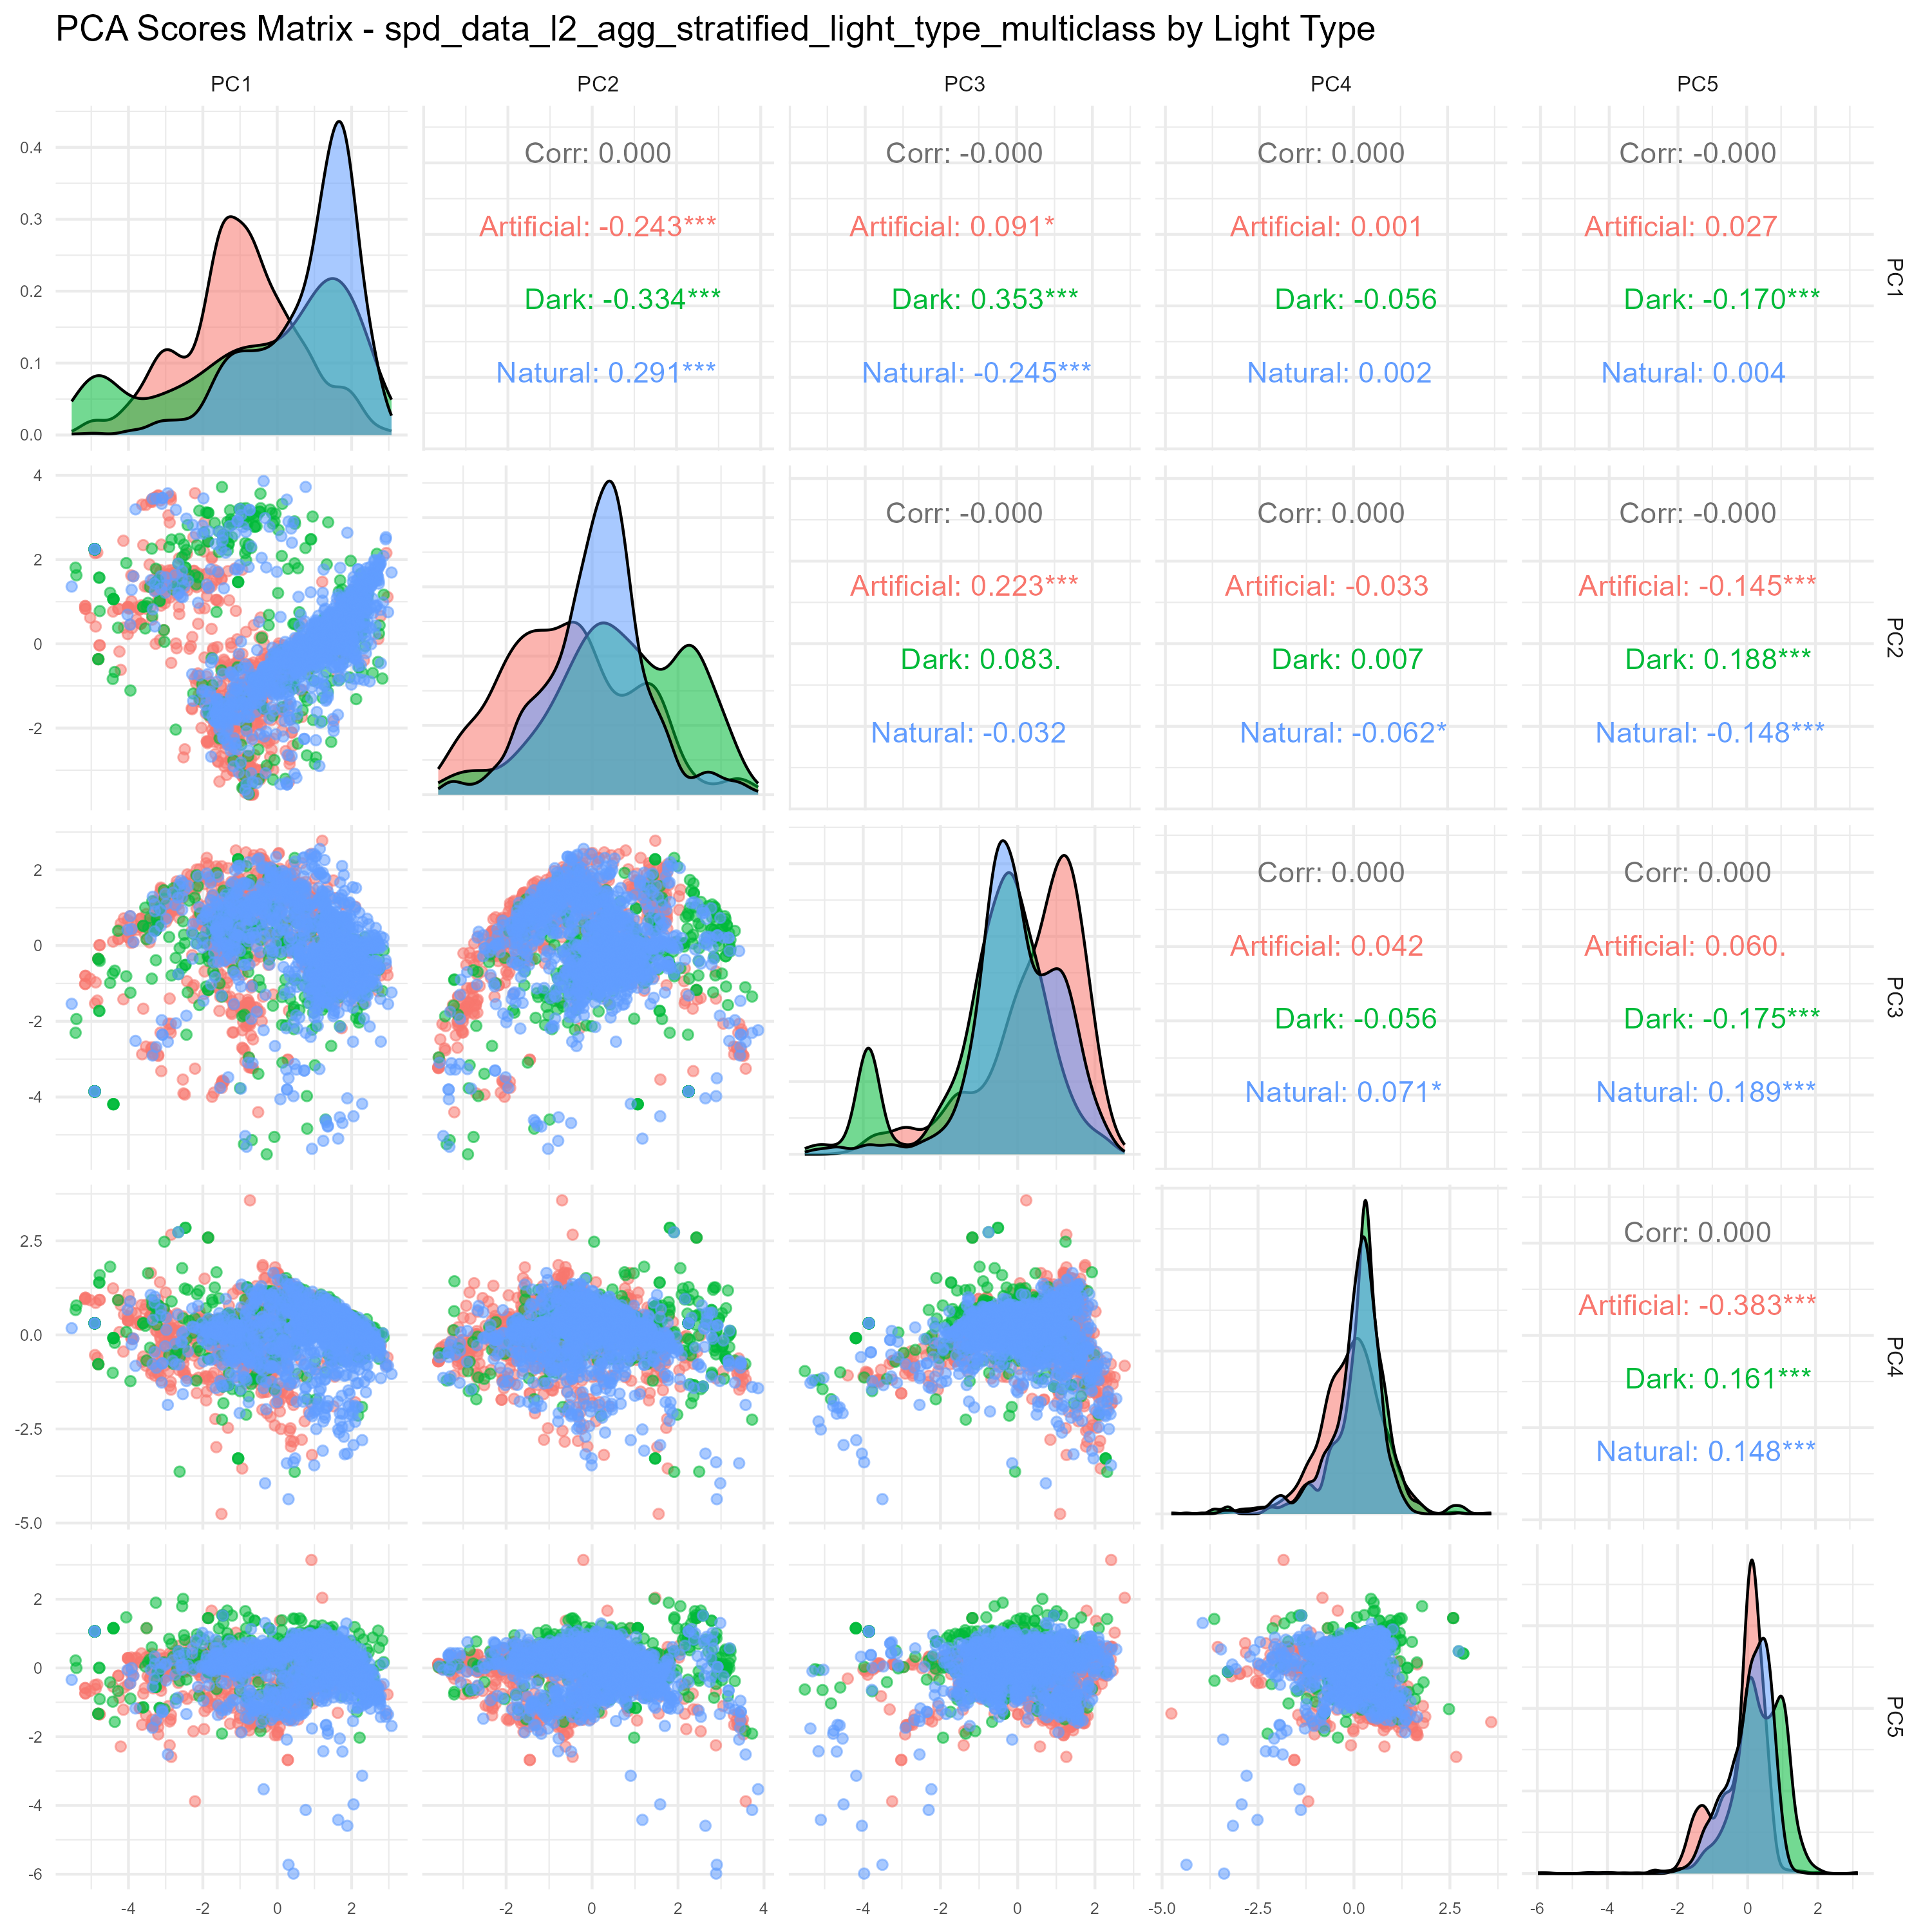 PCA Scores Matrix - spd_data_l2_agg_stratified_light_type_multiclass by Light Type
PC1 PC2 PC3 PC4 PC5
0.4
0.3
0.2
0.1
0.0
Corr: 0.000
Artificial: -0.243***
Dark: -0.334***
Natural: 0.291***
Corr: -0.000
Artificial: 0.091*
Dark: 0.353***
Natural: -0.245***
Corr: 0.000
Artificial: 0.001
Dark: -0.056
Natural: 0.002
Corr: -0.000
Artificial: 0.027
Dark: -0.170***
Natural: 0.004
PC1
4
2
0
-2
Corr: -0.000
Artificial: 0.223***
Dark: 0.083.
Natural: -0.032
Corr: 0.000
Artificial: -0.033
Dark: 0.007
Natural: -0.062*
Corr: -0.000
Artificial: -0.145***
Dark: 0.188***
Natural: -0.148***
PC2
2
0
-2
-4
Corr: 0.000
Artificial: 0.042
Dark: -0.056
Natural: 0.071*
Corr: 0.000
Artificial: 0.060.
Dark: -0.175***
Natural: 0.189***
PC3
2.5
0.0
-2.5
-5.0
Corr: 0.000
Artificial: -0.383***
Dark: 0.161***
Natural: 0.148***
PC4
2
0
-2
-4
-6
PC5
-4 -2 0 2
-2 0 2 4
-4 -2 0 2
-5.0 -2.5 0.0 2.5
-6 -4 -2 0 2